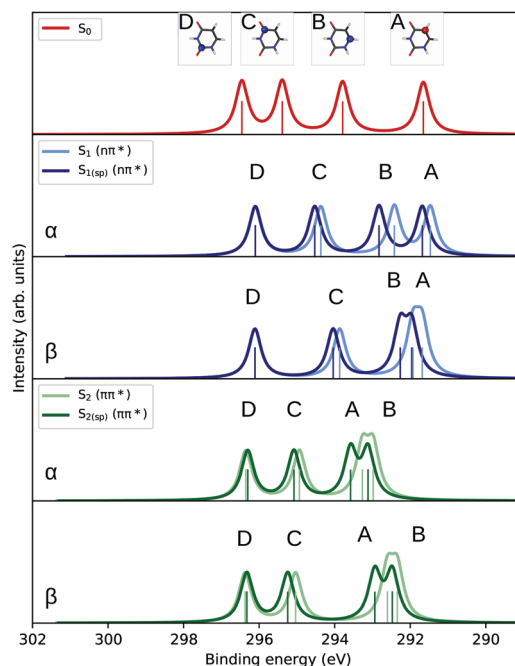 D C B A
S0
S1 (nπ*)
S1(sp) (nπ*)
D C B A
α
B A
D C
β
S2 (ππ*)
S2(sp) (ππ*)
D C A B
α
D C A B
β
Intensity (arb. units)
302 300 298 296 294 292 290
Binding energy (eV)